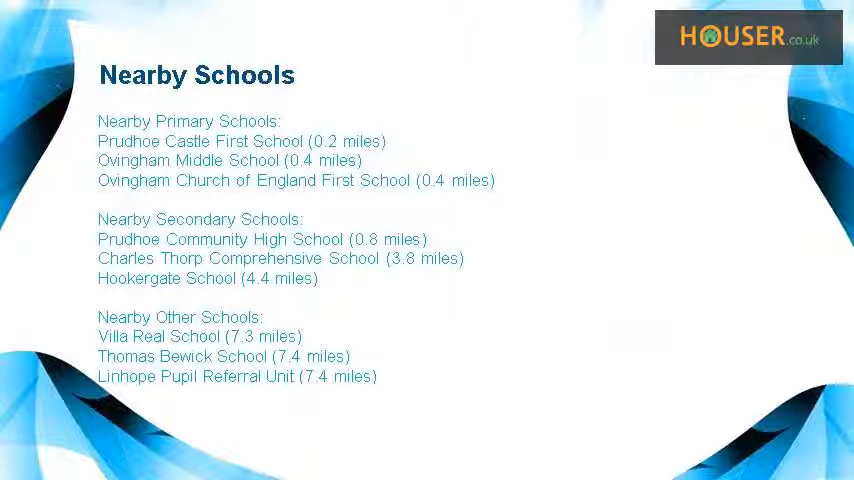 HOUSER.co.uk
Nearby Schools
Nearby Primary Schools:
Prudhoe Castle First School (0.2 miles)
Ovingham Middle School (0.4 miles)
Ovingham Church of England First School (0.4 miles)
Nearby Secondary Schools:
Prudhoe Community High School (0.8 miles)
Charles Thorp Comprehensive School (3.8 miles)
Hookergate School (4.4 miles)
Nearby Other Schools:
Villa Real School (7.3 miles)
Thomas Bewick School (7.4 miles)
Linhope Pupil Referral Unit (7.4 miles)